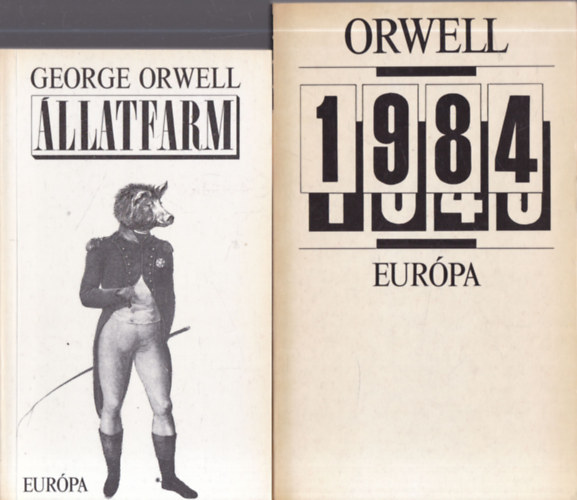 GEORGE ORWELL
ÁLLATFARM
EURÓPA
ORWELL
1984
EURÓPA